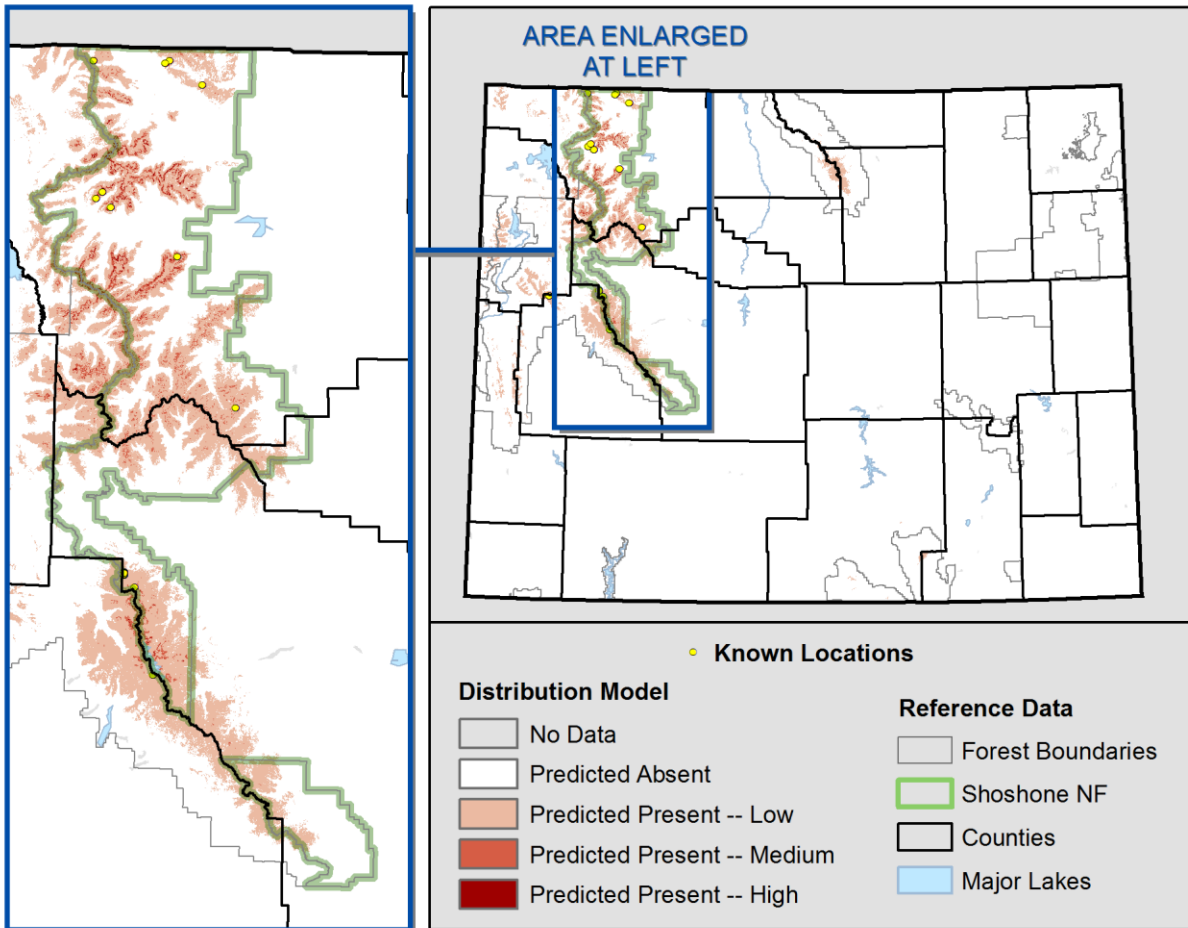 AREA ENLARGED
AT LEFT
Known Locations
Distribution Model
No Data
Predicted Absent
Predicted Present -- Low
Predicted Present -- Medium
Predicted Present -- High
Reference Data
Forest Boundaries
Shoshone NF
Counties
Major Lakes